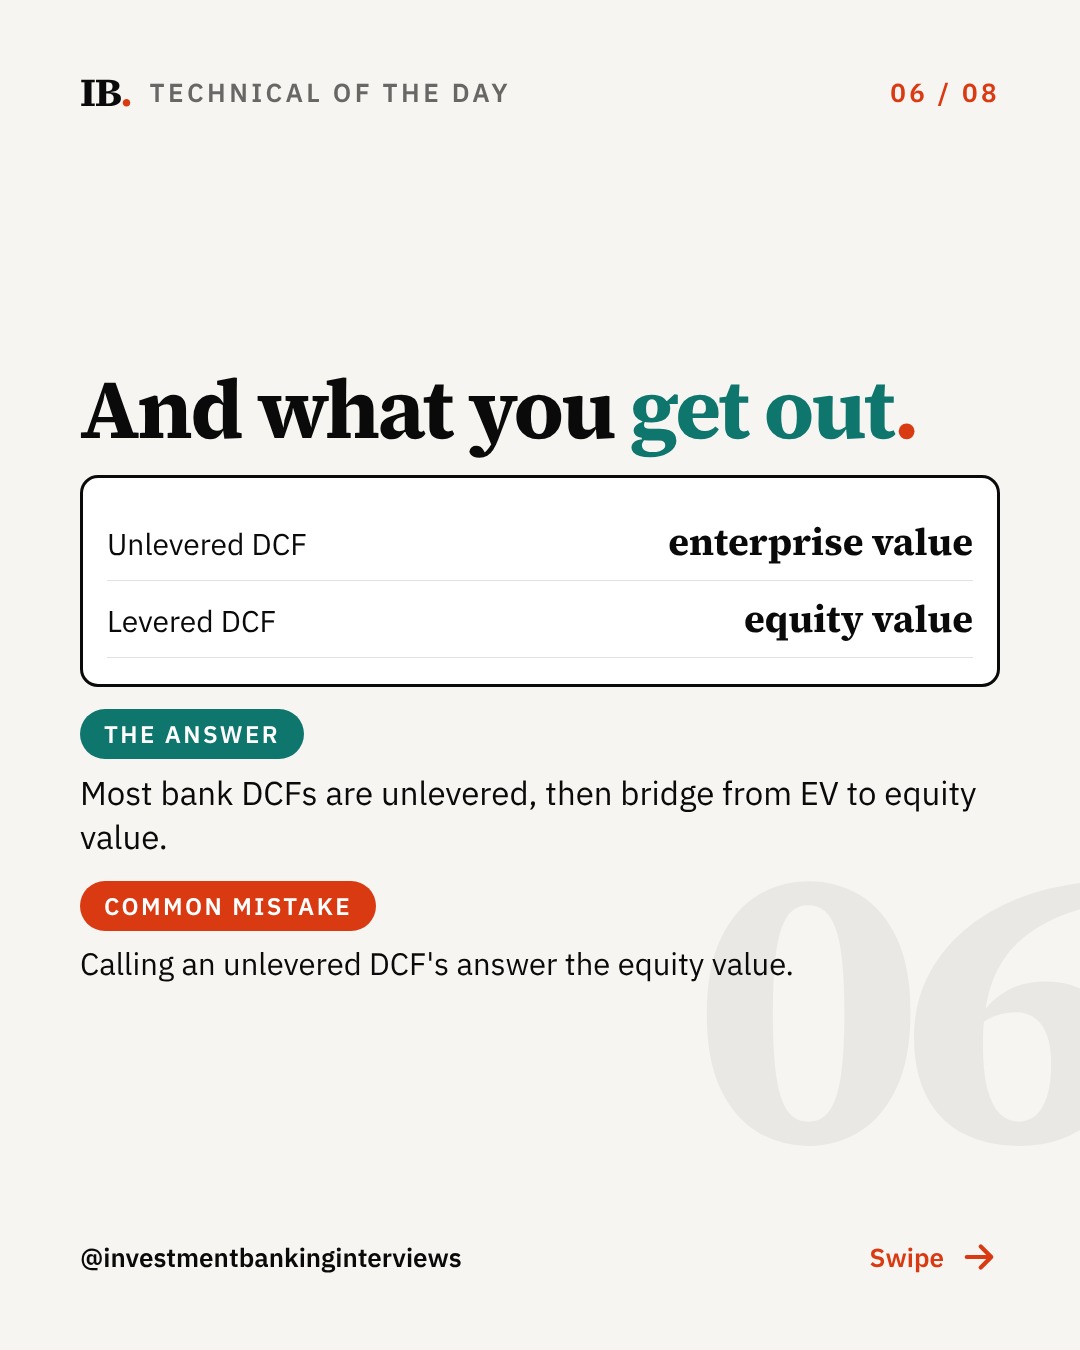 IB. TECHNICAL OF THE DAY
06 / 08
And what you get out.
Unlevered DCF enterprise value
Levered DCF equity value
THE ANSWER
Most bank DCFs are unlevered, then bridge from EV to equity
value.
COMMON MISTAKE
Calling an unlevered DCF's answer the equity value.
06
@investmentbankinginterviews
Swipe →